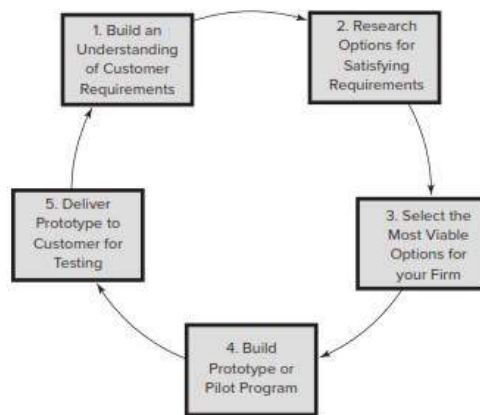 1. Build an
Understanding
of Customer
Requirements
2. Research
Options for
Satisfying
Requirements
3. Select the
Most Viable
Options for
your Firm
4. Build
Prototype or
Pilot Program
5. Deliver
Prototype to
Customer for
Testing